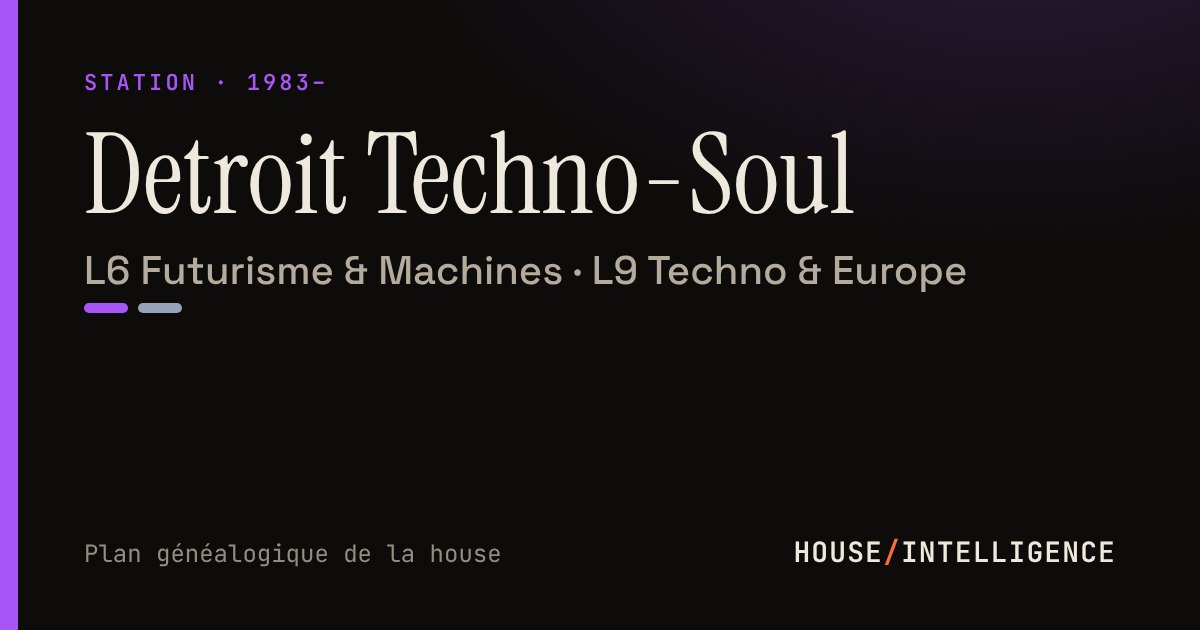 STATION · 1983–
Detroit Techno-Soul
L6 Futurisme & Machines · L9 Techno & Europe
Plan généalogique de la house
HOUSE/INTELLIGENCE